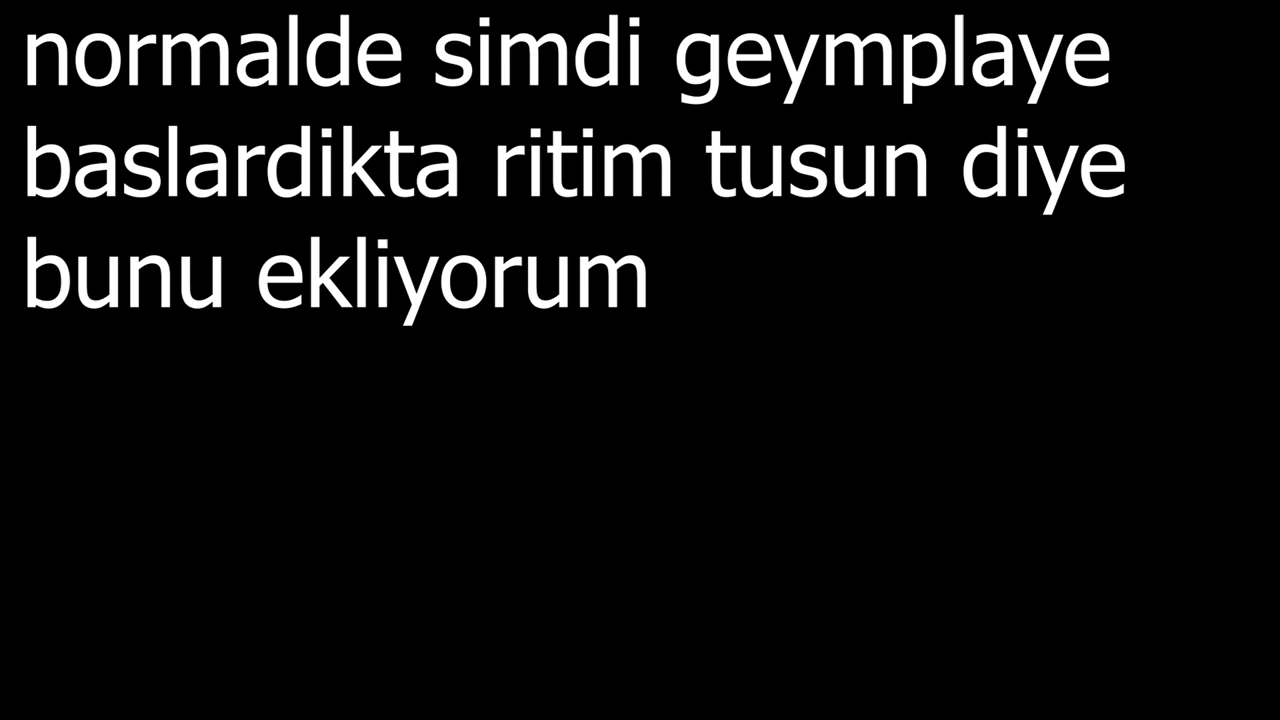 normalde simdi geymplaye
baslardikta ritim tusun diye
bunu ekliyorum